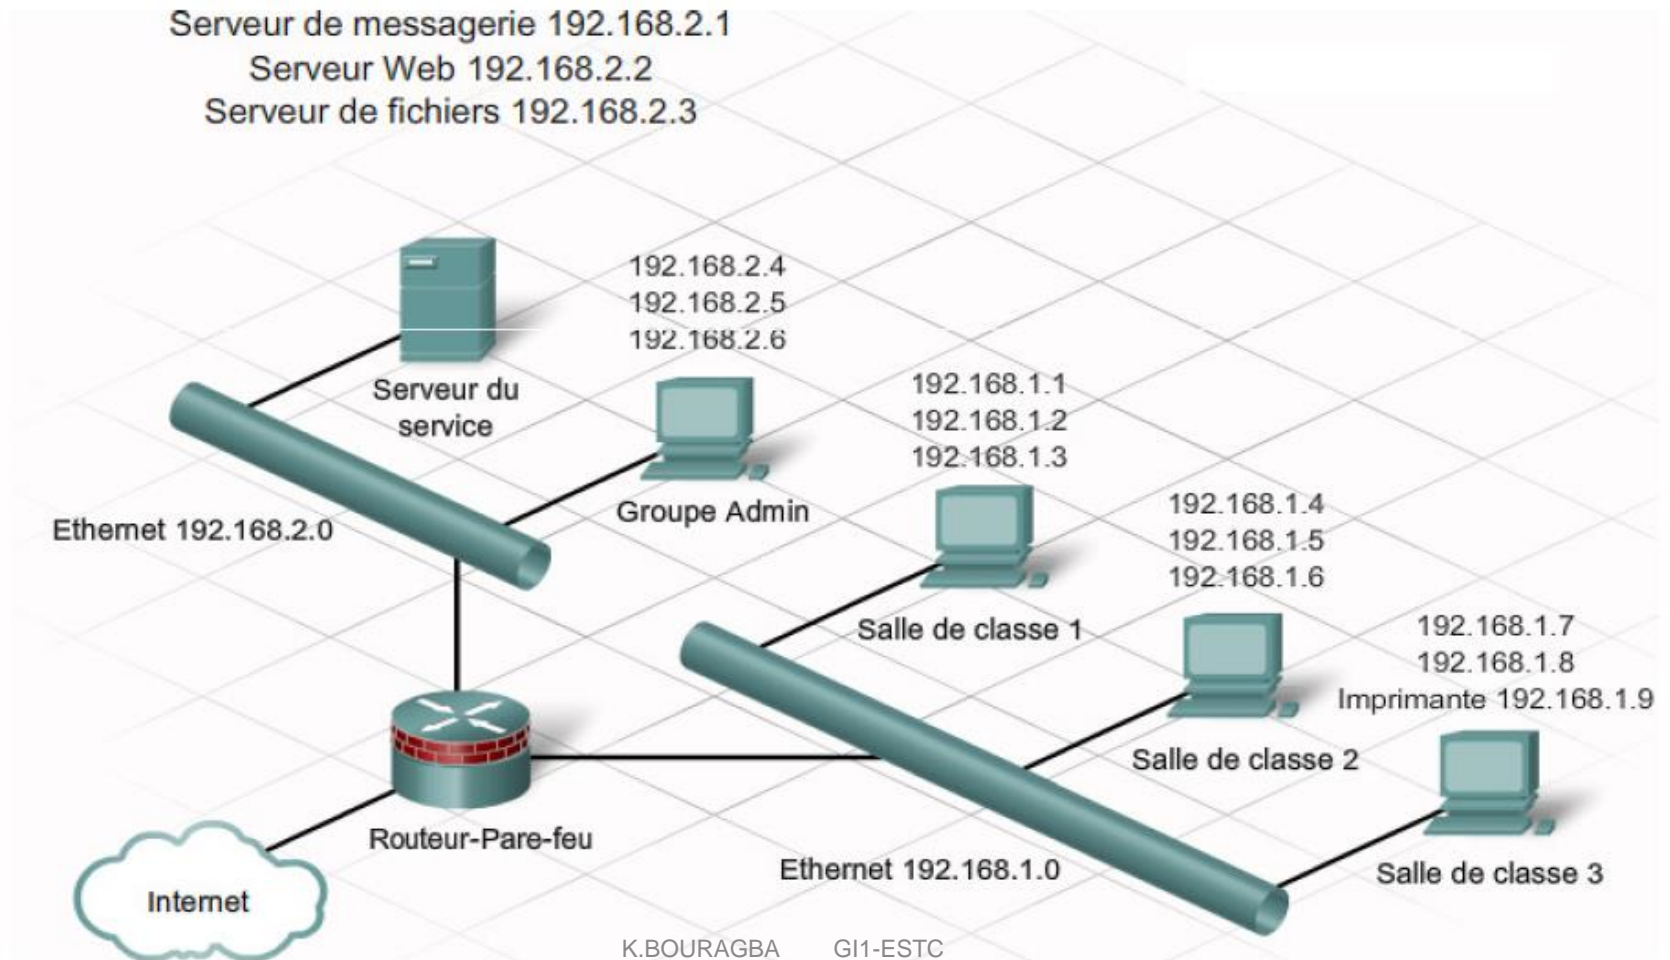 Serveur de messagerie 192.168.2.1
Serveur Web 192.168.2.2
Serveur de fichiers 192.168.2.3
192.168.2.4
192.168.2.5
192.168.2.6
Serveur du
service
Groupe Admin
Ethernet 192.168.2.0
192.168.1.1
192.168.1.2
192.168.1.3
Salle de classe 1
192.168.1.4
192.168.1.5
192.168.1.6
Salle de classe 2
192.168.1.7
192.168.1.8
Imprimante 192.168.1.9
Salle de classe 3
Routeur-Pare-feu
Ethernet 192.168.1.0
Internet
K.BOURAGBA GI1-ESTC